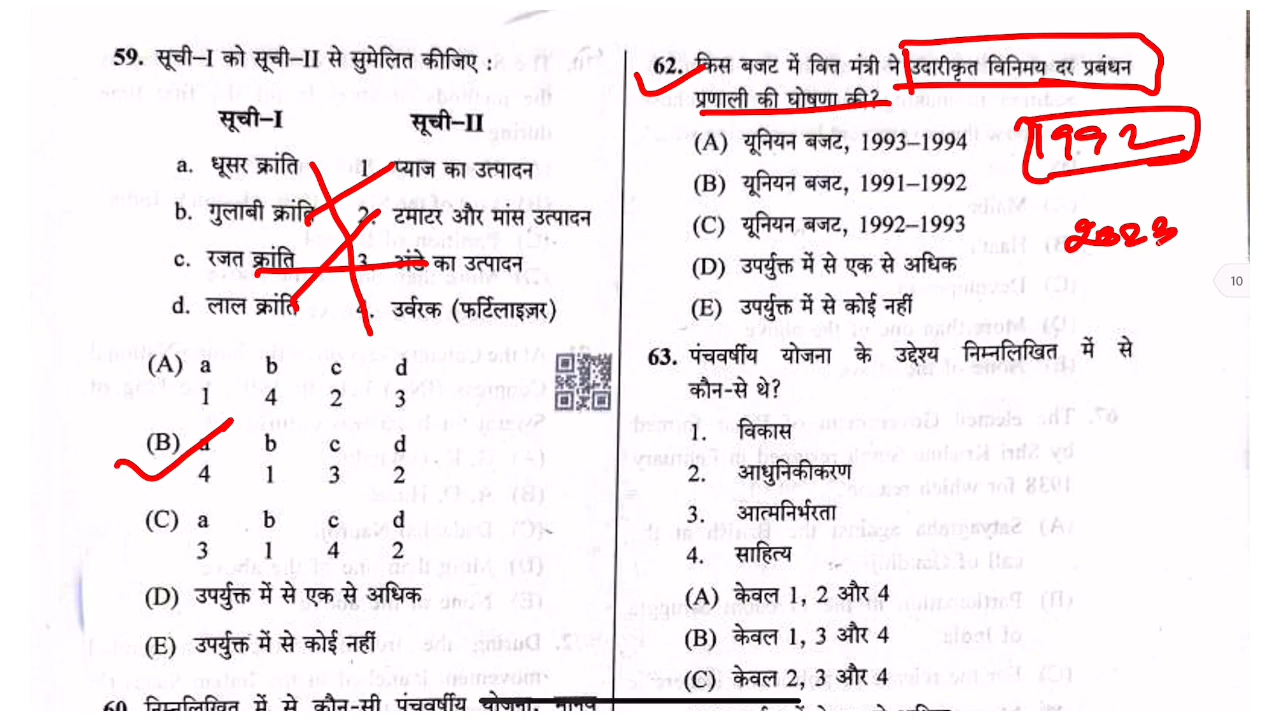 59. सूची–I को सूची–II से सुमेलित कीजिए :
सूची–I सूची–II
a. धूसर क्रांति 1. प्याज का उत्पादन
b. गुलाबी क्रांति 2. टमाटर और मांस उत्पादन
c. रजत क्रांति 3. अंडे का उत्पादन
d. लाल क्रांति 4. उर्वरक (फर्टिलाइज़र)
(A) a b c d
1 4 2 3
(B) a b c d
4 1 3 2
(C) a b c d
3 1 4 2
(D) उपर्युक्त में से एक से अधिक
(E) उपर्युक्त में से कोई नहीं
60. निम्नलिखित में से कौन-सी पंचवर्षीय योजना, मानव
62. किस बजट में वित्त मंत्री ने उदारीकृत विनिमय दर प्रबंधन
प्रणाली की घोषणा की?
1992
(A) यूनियन बजट, 1993–1994
(B) यूनियन बजट, 1991–1992
(C) यूनियन बजट, 1992–1993
2023
(D) उपर्युक्त में से एक से अधिक
(E) उपर्युक्त में से कोई नहीं
10
63. पंचवर्षीय योजना के उद्देश्य निम्नलिखित में से
कौन-से थे?
1. विकास
2. आधुनिकीकरण
3. आत्मनिर्भरता
4. साहित्य
(A) केवल 1, 2 और 4
(B) केवल 1, 3 और 4
(C) केवल 2, 3 और 4